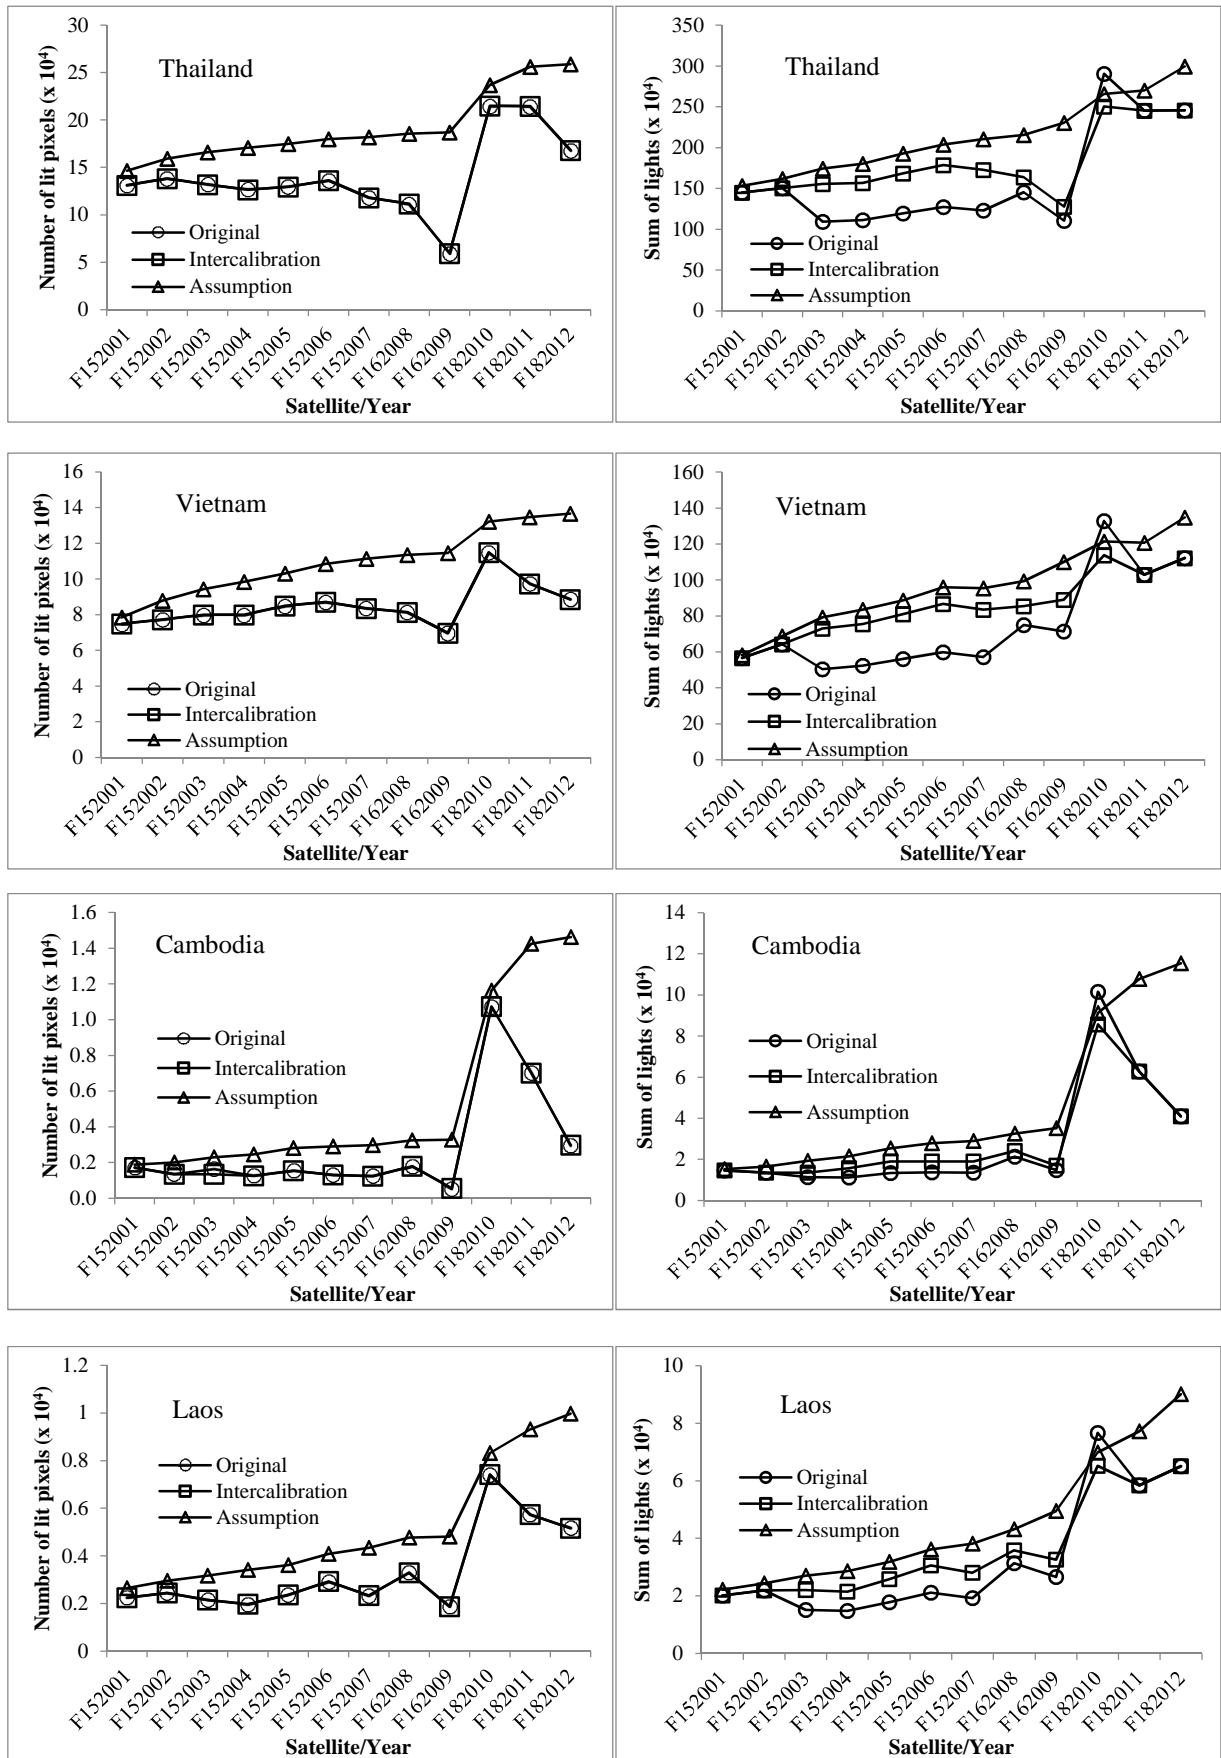 Thailand
Number of lit pixels (x 10⁴)
30
25
20
15
10
5
0
Original
Intercalibration
Assumption
F152001
F152002
F152003
F152004
F152005
F152006
F152007
F162008
F162009
F182010
F182011
F182012
Satellite/Year
Thailand
Sum of lights (x 10⁴)
350
300
250
200
150
100
50
0
Original
Intercalibration
Assumption
F152001
F152002
F152003
F152004
F152005
F152006
F152007
F162008
F162009
F182010
F182011
F182012
Satellite/Year
Vietnam
Number of lit pixels (x 10⁴)
16
14
12
10
8
6
4
2
0
Original
Intercalibration
Assumption
F152001
F152002
F152003
F152004
F152005
F152006
F152007
F162008
F162009
F182010
F182011
F182012
Satellite/Year
Vietnam
Sum of lights (x 10⁴)
160
140
120
100
80
60
40
20
0
Original
Intercalibration
Assumption
F152001
F152002
F152003
F152004
F152005
F152006
F152007
F162008
F162009
F182010
F182011
F182012
Satellite/Year
Cambodia
Number of lit pixels (x 10⁴)
1.6
1.4
1.2
1.0
0.8
0.6
0.4
0.2
0.0
Original
Intercalibration
Assumption
F152001
F152002
F152003
F152004
F152005
F152006
F152007
F162008
F162009
F182010
F182011
F182012
Satellite/Year
Cambodia
Sum of lights (x 10⁴)
14
12
10
8
6
4
2
0
Original
Intercalibration
Assumption
F152001
F152002
F152003
F152004
F152005
F152006
F152007
F162008
F162009
F182010
F182011
F182012
Satellite/Year
Laos
Number of lit pixels (x 10⁴)
1.2
1
0.8
0.6
0.4
0.2
0
Original
Intercalibration
Assumption
F152001
F152002
F152003
F152004
F152005
F152006
F152007
F162008
F162009
F182010
F182011
F182012
Satellite/Year
Laos
Sum of lights (x 10⁴)
10
8
6
4
2
0
Original
Intercalibration
Assumption
F152001
F152002
F152003
F152004
F152005
F152006
F152007
F162008
F162009
F182010
F182011
F182012
Satellite/Year